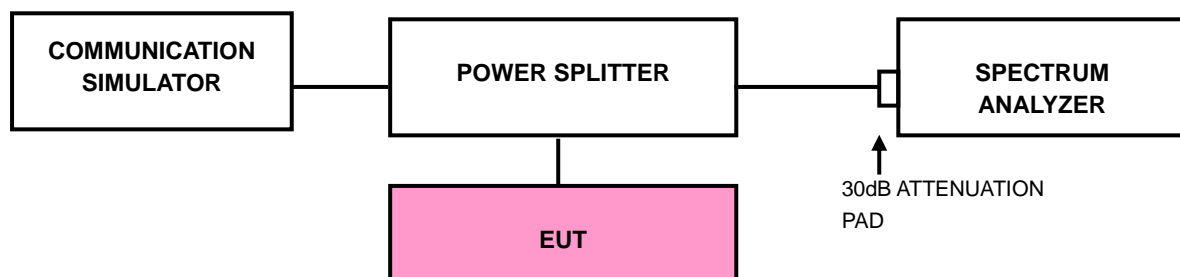 COMMUNICATION
SIMULATOR
POWER SPLITTER
SPECTRUM
ANALYZER
30dB ATTENUATION
PAD
EUT